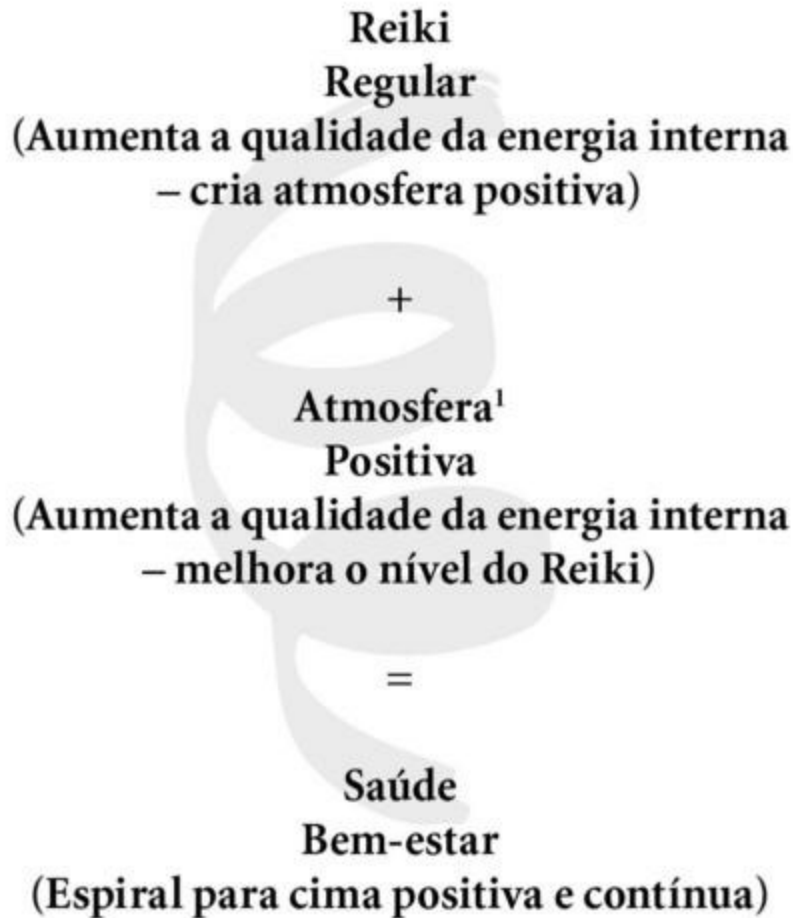 Reiki
Regular
(Aumenta a qualidade da energia interna
– cria atmosfera positiva)
+
Atmosfera¹
Positiva
(Aumenta a qualidade da energia interna
– melhora o nível do Reiki)
=
Saúde
Bem-estar
(Espiral para cima positiva e contínua)